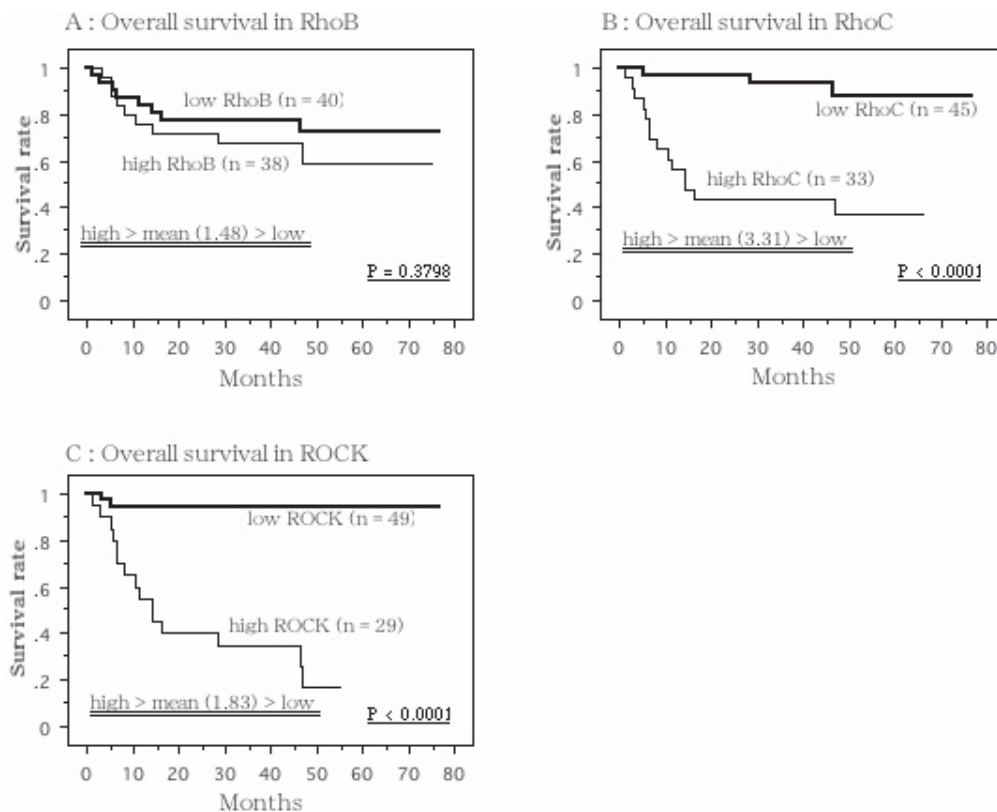 A : Overall survival in RhoB
Survival rate
1
.8
.6
.4
.2
0
low RhoB (n = 40)
high RhoB (n = 38)
high > mean (1.48) > low
P = 0.3798
0 10 20 30 40 50 60 70 80
Months
B : Overall survival in RhoC
Survival rate
1
.8
.6
.4
.2
0
low RhoC (n = 45)
high RhoC (n = 33)
high > mean (3.31) > low
P < 0.0001
0 10 20 30 40 50 60 70 80
Months
C : Overall survival in ROCK
Survival rate
1
.8
.6
.4
.2
0
low ROCK (n = 49)
high ROCK (n = 29)
high > mean (1.83) > low
P < 0.0001
0 10 20 30 40 50 60 70 80
Months